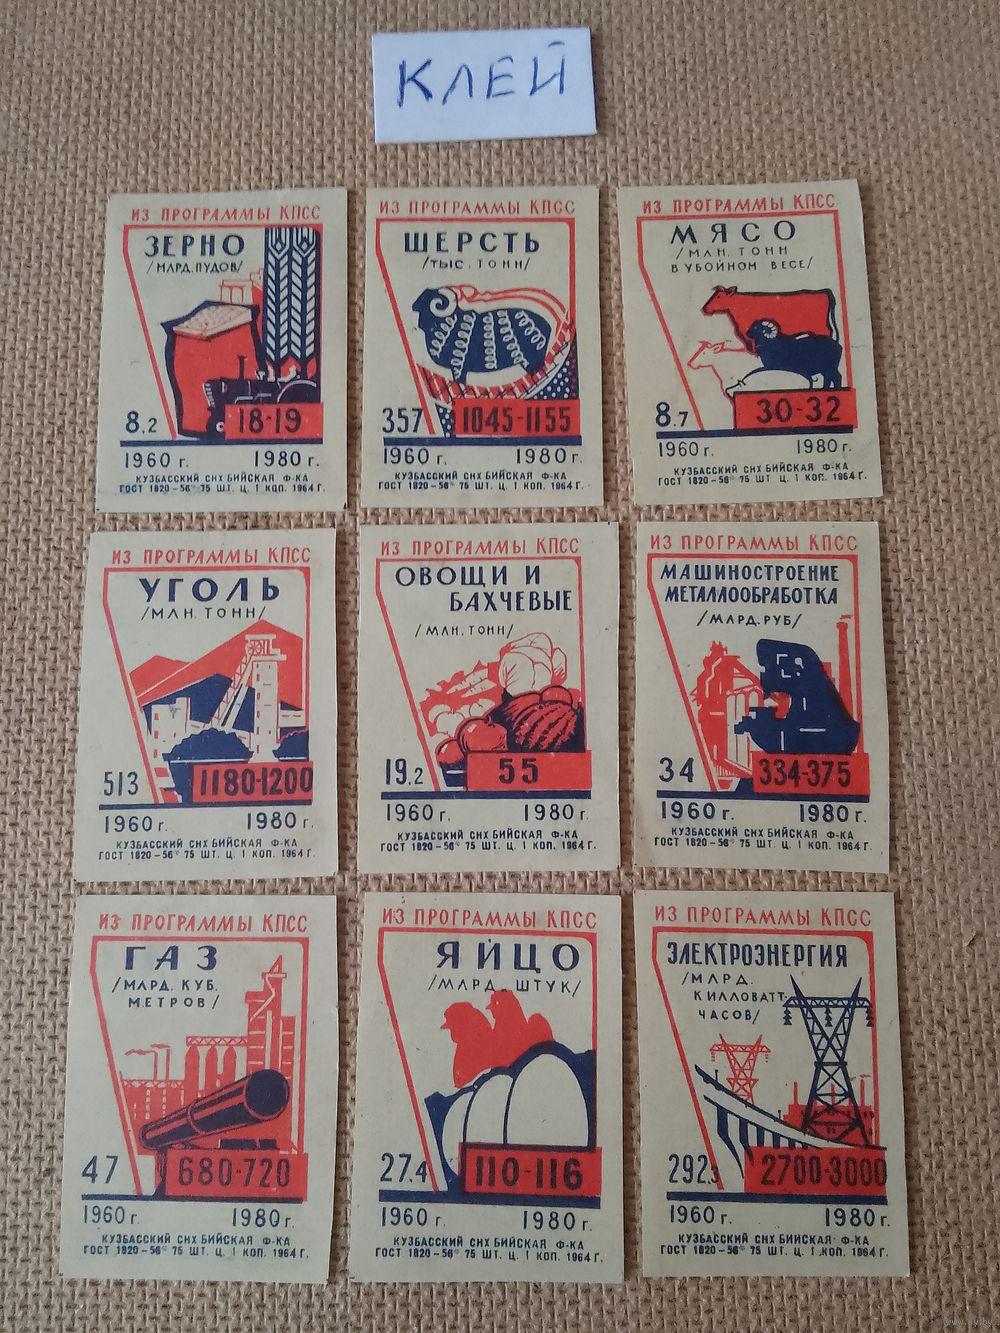 КЛЕЙ
ИЗ ПРОГРАММЫ КПСС
ЗЕРНО
/МЛРД. ПУДОВ/
8.2
18-19
1960 г. 1980 г.
КУЗБАССКИЙ СНХ БИЙСКАЯ Ф-КА
ГОСТ 1820-56* 75 ШТ. Ц. 1 КОП. 1964 Г.
ИЗ ПРОГРАММЫ КПСС
ШЕРСТЬ
/ТЫС. ТОНН/
357
1045-1155
1960 г. 1980 г.
КУЗБАССКИЙ СНХ БИЙСКАЯ Ф-КА
ГОСТ 1820-56* 75 ШТ. Ц. 1 КОП. 1964 Г.
ИЗ ПРОГРАММЫ КПСС
МЯСО
/МЛН. ТОНН
В УБОЙНОМ ВЕСЕ/
8.7
30-32
1960 г. 1980 г.
КУЗБАССКИЙ СНХ БИЙСКАЯ Ф-КА
ГОСТ 1820-56* 75 ШТ. Ц. 1 КОП. 1964 Г.
ИЗ ПРОГРАММЫ КПСС
УГОЛЬ
/МЛН. ТОНН/
513
1180-1200
1960 г. 1980 г.
КУЗБАССКИЙ СНХ БИЙСКАЯ Ф-КА
ГОСТ 1820-56* 75 ШТ. Ц. 1 КОП. 1964 Г.
ИЗ ПРОГРАММЫ КПСС
ОВОЩИ И
БАХЧЕВЫЕ
/МЛН. ТОНН/
19.2
55
1960 г. 1980 г.
КУЗБАССКИЙ СНХ БИЙСКАЯ Ф-КА
ГОСТ 1820-56* 75 ШТ. Ц. 1 КОП. 1964 Г.
ИЗ ПРОГРАММЫ КПСС
МАШИНОСТРОЕНИЕ
МЕТАЛЛООБРАБОТКА
/МЛРД. РУБ/
34
334-375
1960 г. 1980 г.
КУЗБАССКИЙ СНХ БИЙСКАЯ Ф-КА
ГОСТ 1820-56* 75 ШТ. Ц. 1 КОП. 1964 Г.
ИЗ ПРОГРАММЫ КПСС
ГАЗ
/МЛРД. КУБ.
МЕТРОВ/
47
680-720
1960 г. 1980 г.
КУЗБАССКИЙ СНХ БИЙСКАЯ Ф-КА
ГОСТ 1820-56* 75 ШТ. Ц. 1 КОП. 1964 Г.
ИЗ ПРОГРАММЫ КПСС
ЯЙЦО
/МЛРД. ШТУК/
27.4
110-116
1960 г. 1980 г.
КУЗБАССКИЙ СНХ БИЙСКАЯ Ф-КА
ГОСТ 1820-56* 75 ШТ. Ц. 1 КОП. 1964 Г.
ИЗ ПРОГРАММЫ КПСС
ЭЛЕКТРОЭНЕРГИЯ
/МЛРД.
КИЛЛОВАТТ-
ЧАСОВ/
292.3
2700-3000
1960 г. 1980 г.
КУЗБАССКИЙ СНХ БИЙСКАЯ Ф-КА
ГОСТ 1820-56* 75 ШТ. Ц. 1 КОП. 1964 Г.